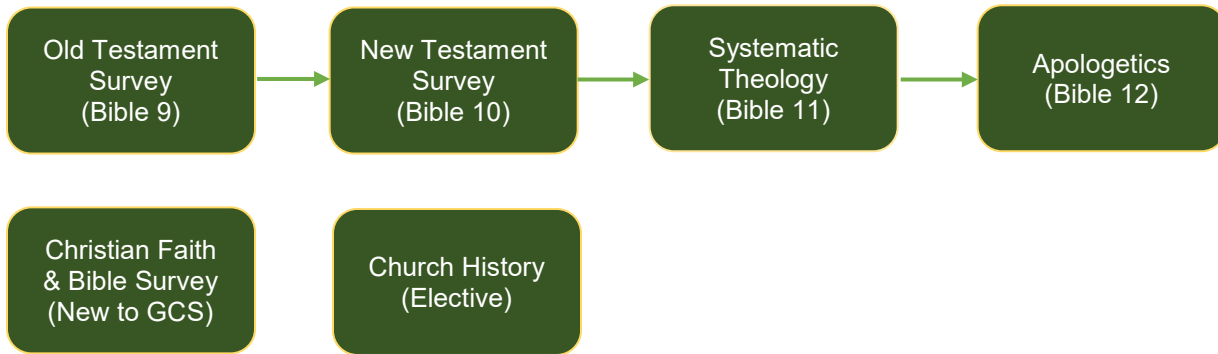 Old Testament
Survey
(Bible 9)
New Testament
Survey
(Bible 10)
Systematic
Theology
(Bible 11)
Apologetics
(Bible 12)
Christian Faith
& Bible Survey
(New to GCS)
Church History
(Elective)